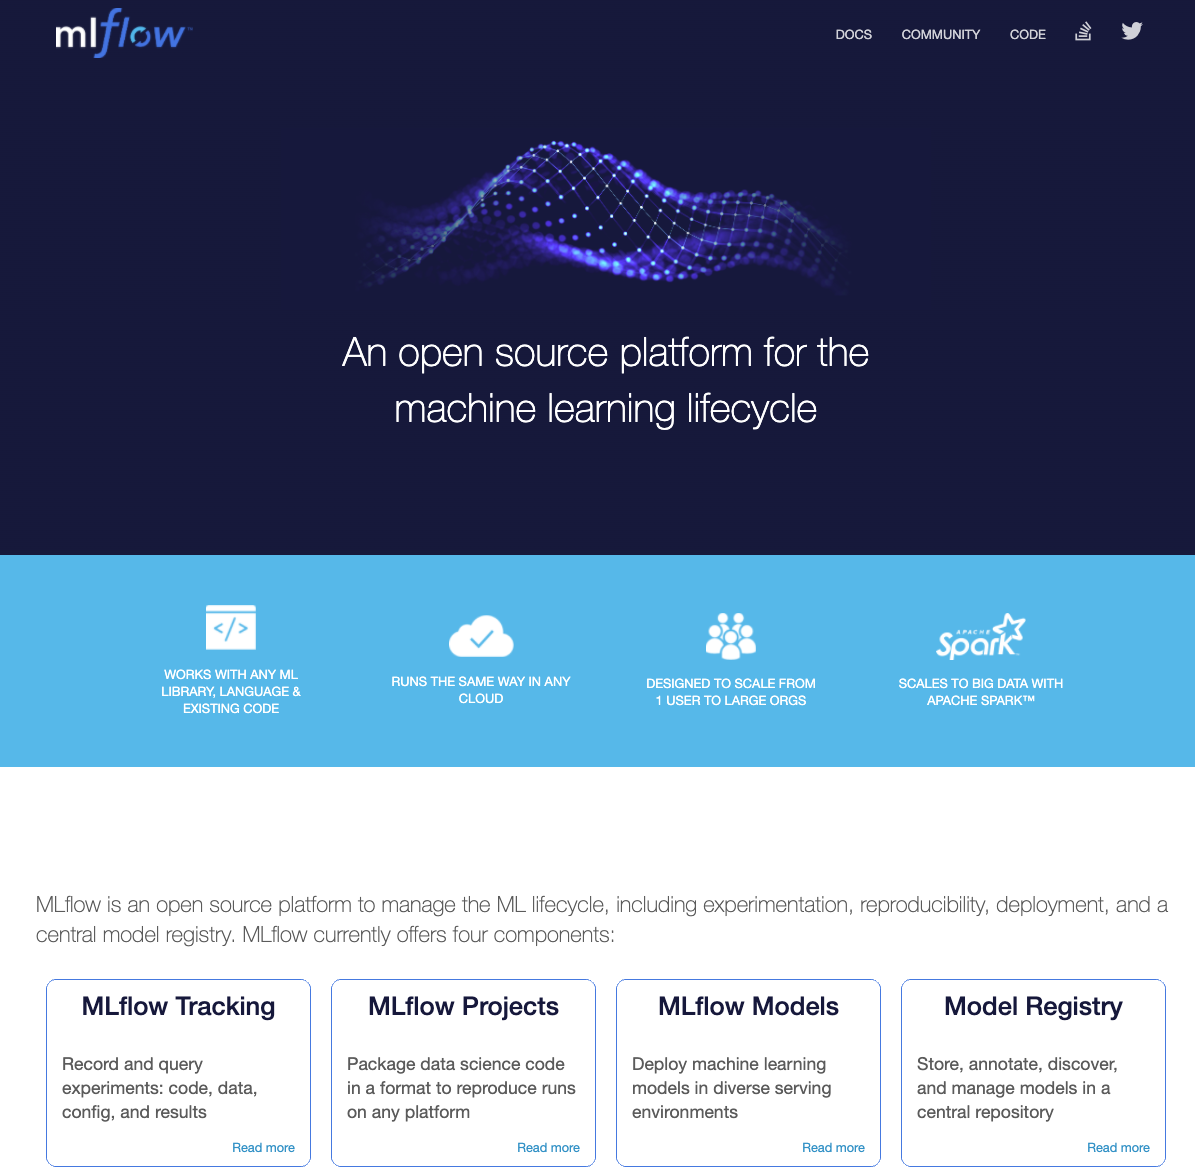 mlflow™
DOCS COMMUNITY CODE
An open source platform for the
machine learning lifecycle
WORKS WITH ANY ML
LIBRARY, LANGUAGE &
EXISTING CODE
RUNS THE SAME WAY IN ANY
CLOUD
DESIGNED TO SCALE FROM
1 USER TO LARGE ORGS
APACHE
Spark™
SCALES TO BIG DATA WITH
APACHE SPARK™
MLflow is an open source platform to manage the ML lifecycle, including experimentation, reproducibility, deployment, and a
central model registry. MLflow currently offers four components:
MLflow Tracking
Record and query
experiments: code, data,
config, and results
Read more
MLflow Projects
Package data science code
in a format to reproduce runs
on any platform
Read more
MLflow Models
Deploy machine learning
models in diverse serving
environments
Read more
Model Registry
Store, annotate, discover,
and manage models in a
central repository
Read more